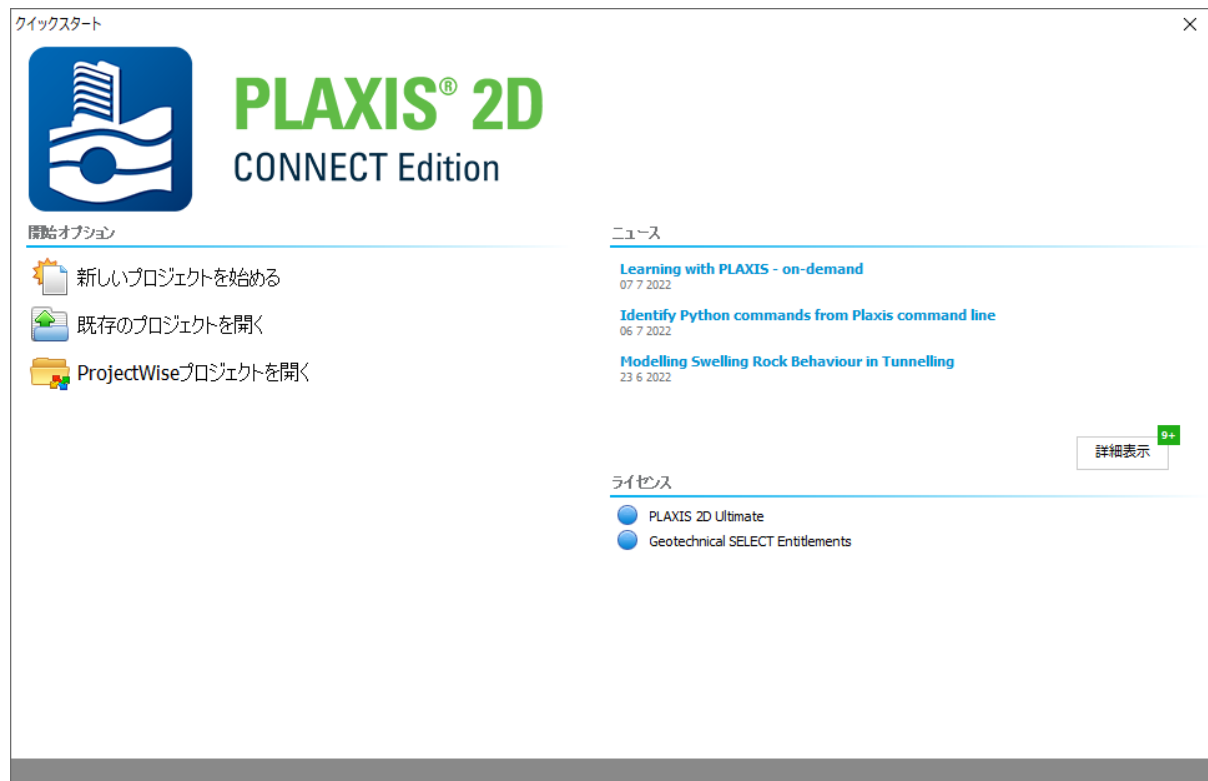 クイックスタート
PLAXIS® 2D
CONNECT Edition
開始オプション
新しいプロジェクトを始める
既存のプロジェクトを開く
ProjectWiseプロジェクトを開く
ニュース
Learning with PLAXIS - on-demand
07 7 2022
Identify Python commands from Plaxis command line
06 7 2022
Modelling Swelling Rock Behaviour in Tunnelling
23 6 2022
9+
詳細表示
ライセンス
PLAXIS 2D Ultimate
Geotechnical SELECT Entitlements